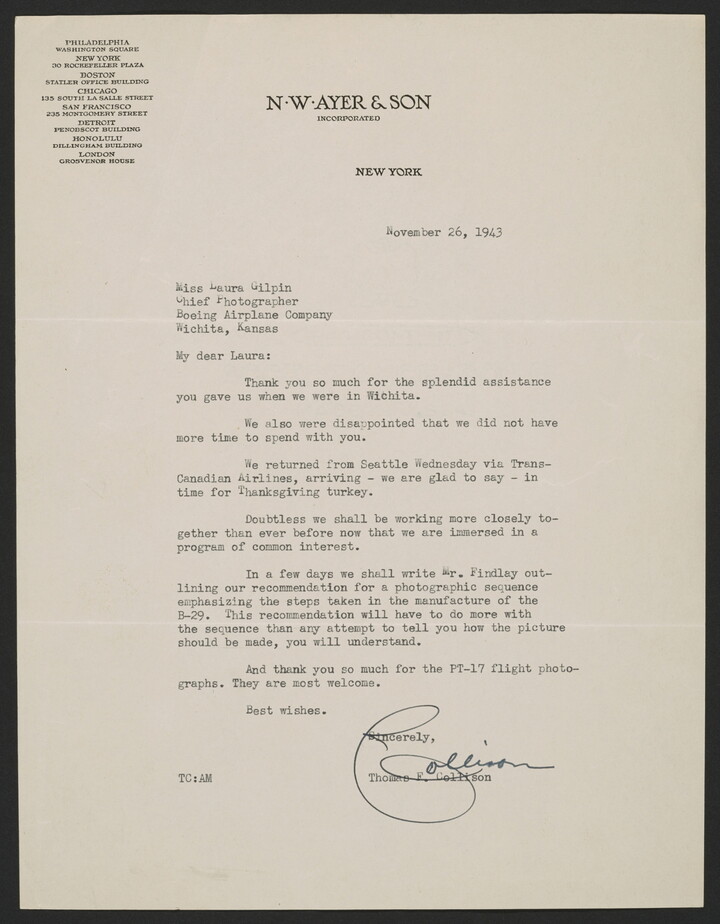 PHILADELPHIA
WASHINGTON SQUARE
NEW YORK
30 ROCKEFELLER PLAZA
BOSTON
STATLER OFFICE BUILDING
CHICAGO
135 SOUTH LA SALLE STREET
SAN FRANCISCO
235 MONTGOMERY STREET
DETROIT
PENOBSCOT BUILDING
HONOLULU
DILLINGHAM BUILDING
LONDON
GROSVENOR HOUSE
N·W·AYER & SON
INCORPORATED
NEW YORK
November 26, 1943
Miss Laura Gilpin
Chief Photographer
Boeing Airplane Company
Wichita, Kansas
My dear Laura:
Thank you so much for the splendid assistance
you gave us when we were in Wichita.
We also were disappointed that we did not have
more time to spend with you.
We returned from Seattle Wednesday via Trans-
Canadian Airlines, arriving - we are glad to say - in
time for Thanksgiving turkey.
Doubtless we shall be working more closely to-
gether than ever before now that we are immersed in a
program of common interest.
In a few days we shall write Mr. Findlay out-
lining our recommendation for a photographic sequence
emphasizing the steps taken in the manufacture of the
B-29. This recommendation will have to do more with
the sequence than any attempt to tell you how the picture
should be made, you will understand.
And thank you so much for the PT-17 flight photo-
graphs. They are most welcome.
Best wishes.
Sincerely,
Collison
Thomas F. Collison
TC:AM